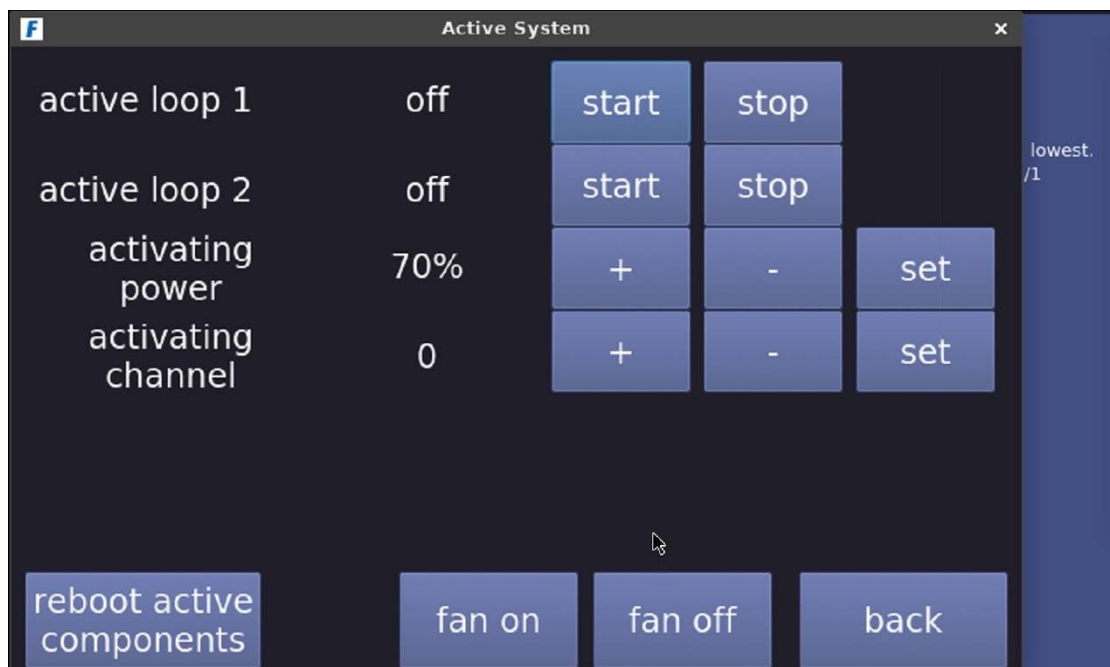 F Active System ×
active loop 1 off start stop
lowest.
/1
active loop 2 off start stop
activating
power 70% + - set
activating
channel 0 + - set
reboot active
components fan on fan off back